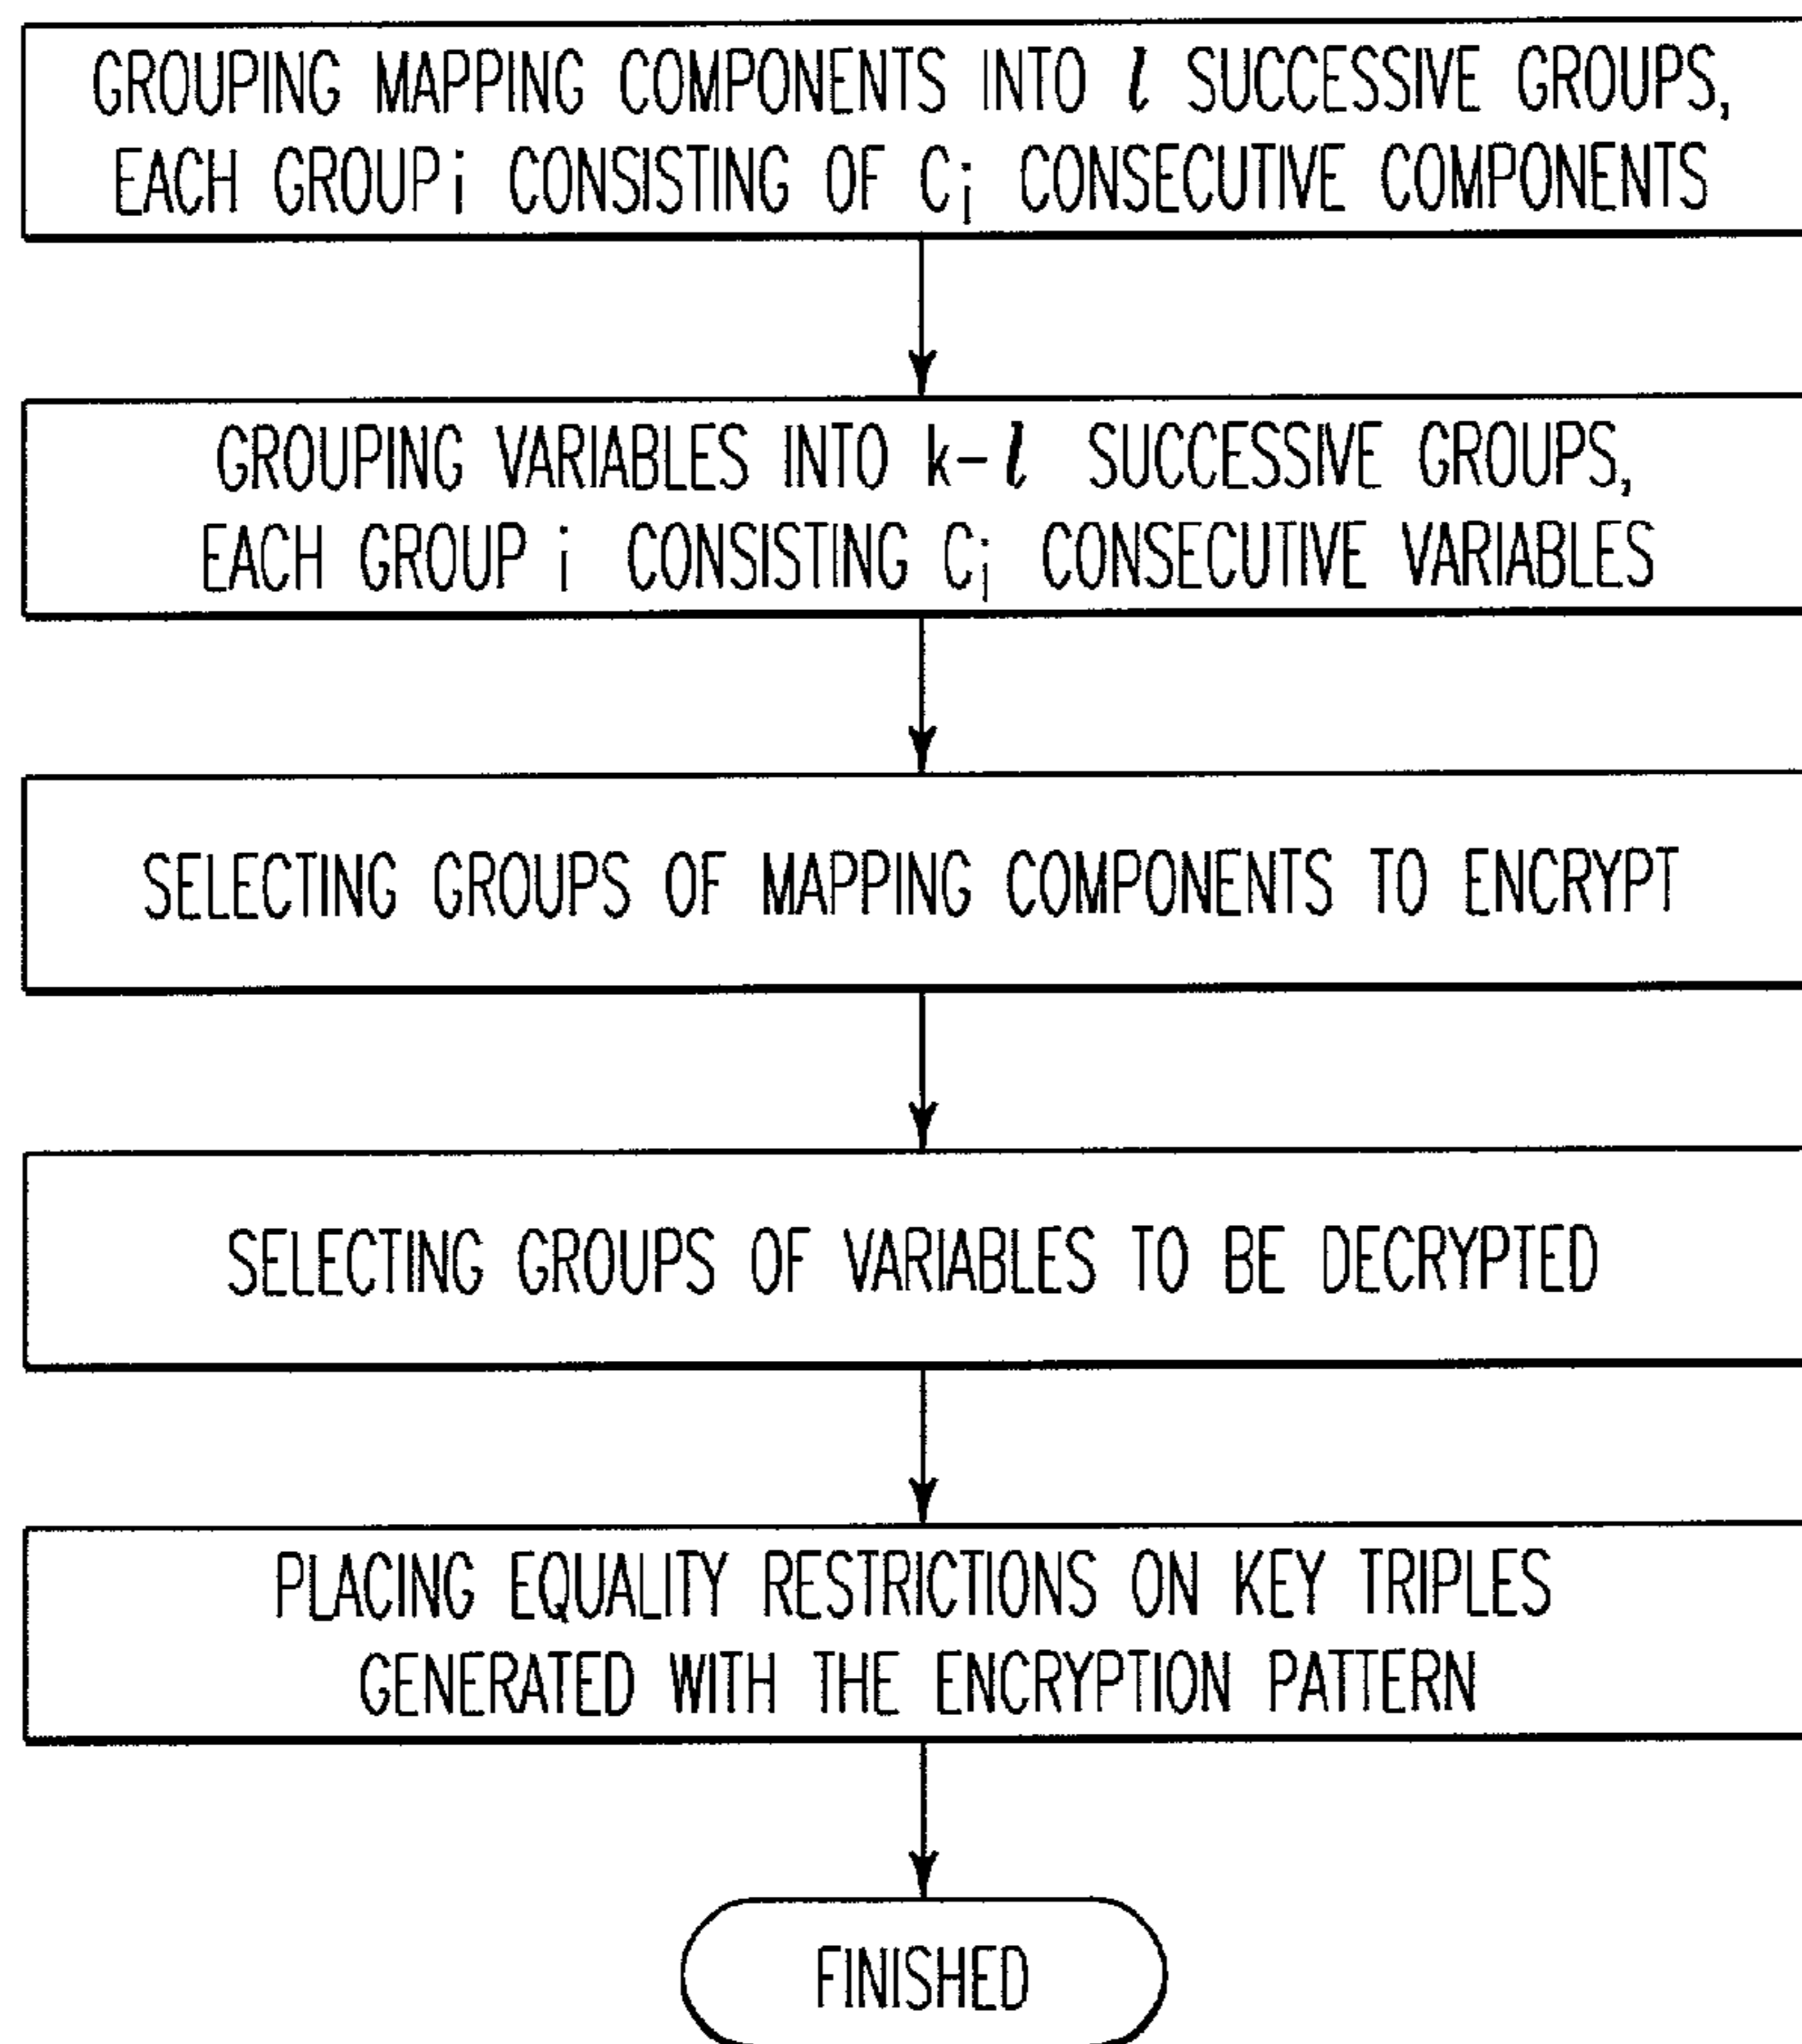 GROUPING MAPPING COMPONENTS INTO ℓ SUCCESSIVE GROUPS,
EACH GROUP i CONSISTING OF Cᵢ CONSECUTIVE COMPONENTS
GROUPING VARIABLES INTO k-ℓ SUCCESSIVE GROUPS,
EACH GROUP i CONSISTING Cᵢ CONSECUTIVE VARIABLES
SELECTING GROUPS OF MAPPING COMPONENTS TO ENCRYPT
SELECTING GROUPS OF VARIABLES TO BE DECRYPTED
PLACING EQUALITY RESTRICTIONS ON KEY TRIPLES
GENERATED WITH THE ENCRYPTION PATTERN
FINISHED